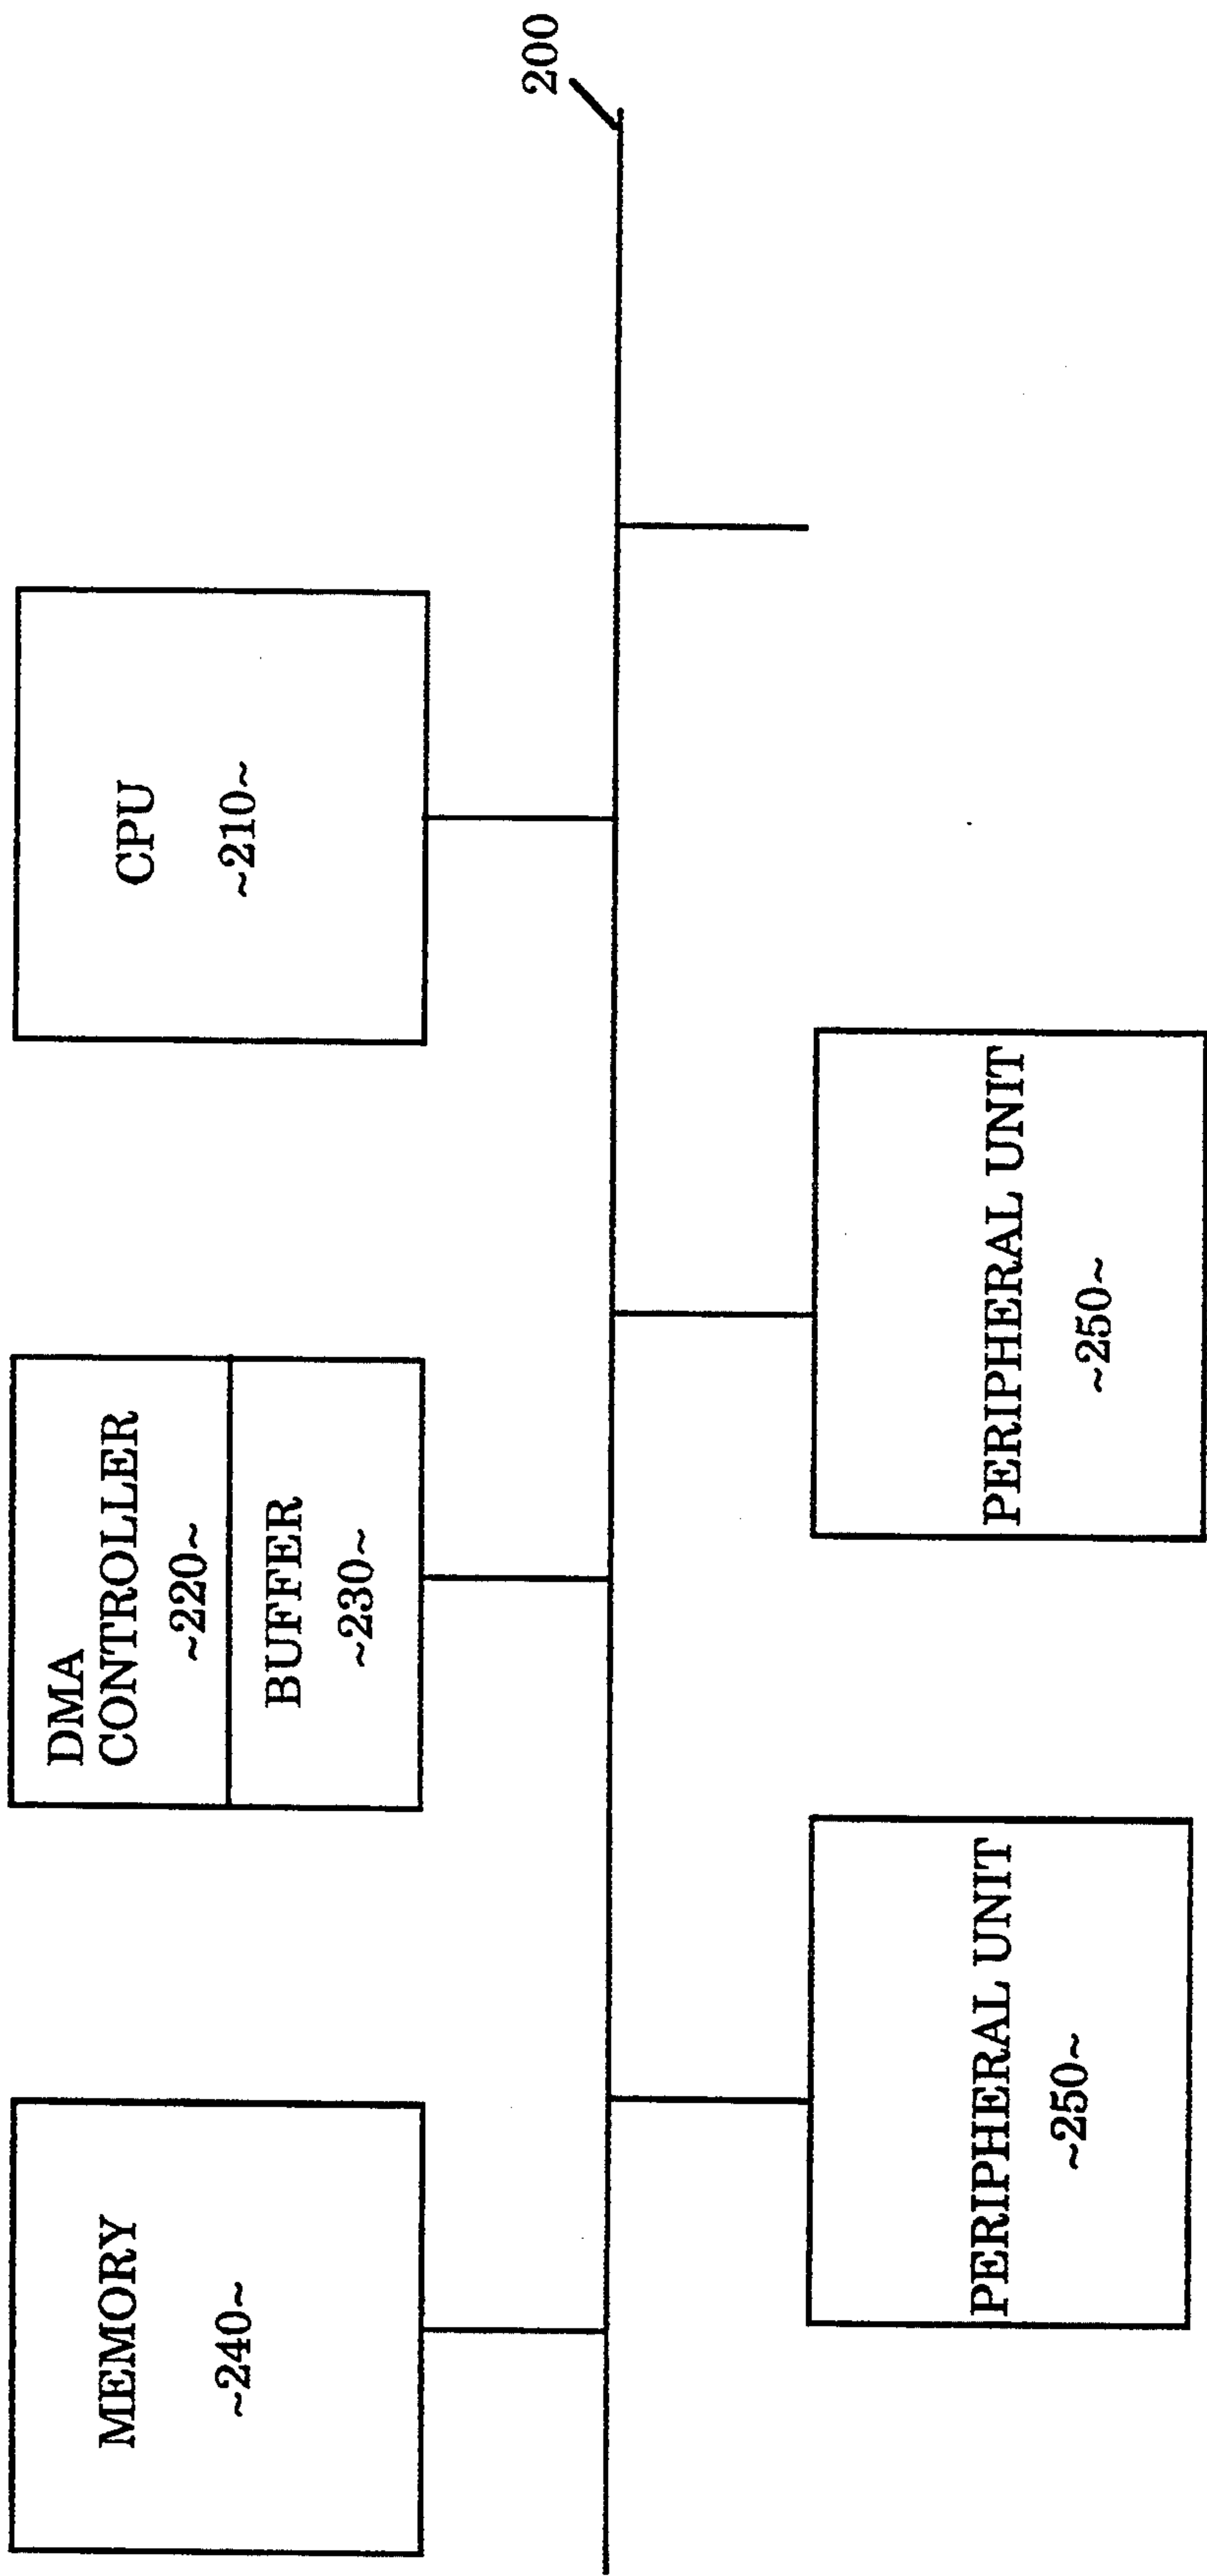 MEMORY
~240~
DMA
CONTROLLER
~220~
BUFFER
~230~
CPU
~210~
200
PERIPHERAL UNIT
~250~
PERIPHERAL UNIT
~250~